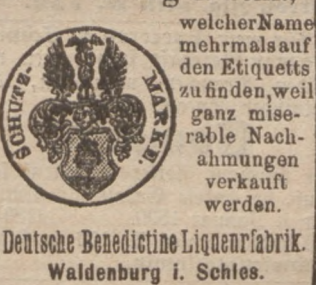 welcher Name
mehrmals auf
den Etiquetts
zu finden, weil
ganz mise-
rable Nach-
ahmungen
verkauft
werden.
SCHUTZ-
MARKE.
Deutsche Benedictine Liqueurfabrik.
Waldenburg i. Schles.